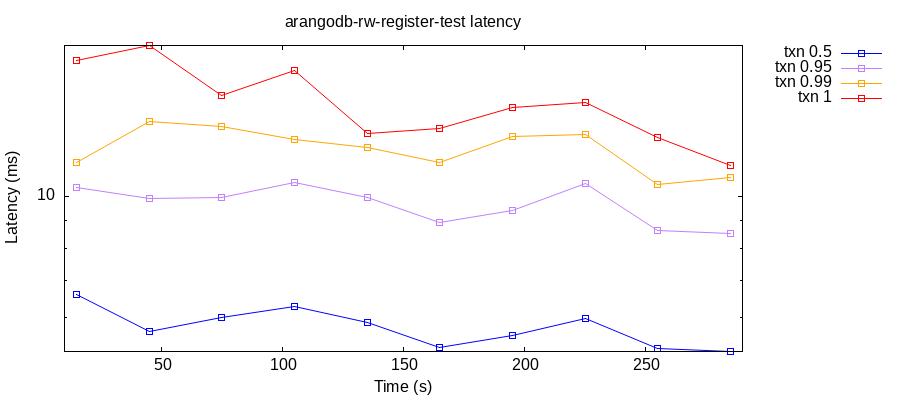 arangodb-rw-register-test latency
txn 0.5
txn 0.95
txn 0.99
txn 1
Latency (ms)
10
50
100
150
200
250
Time (s)